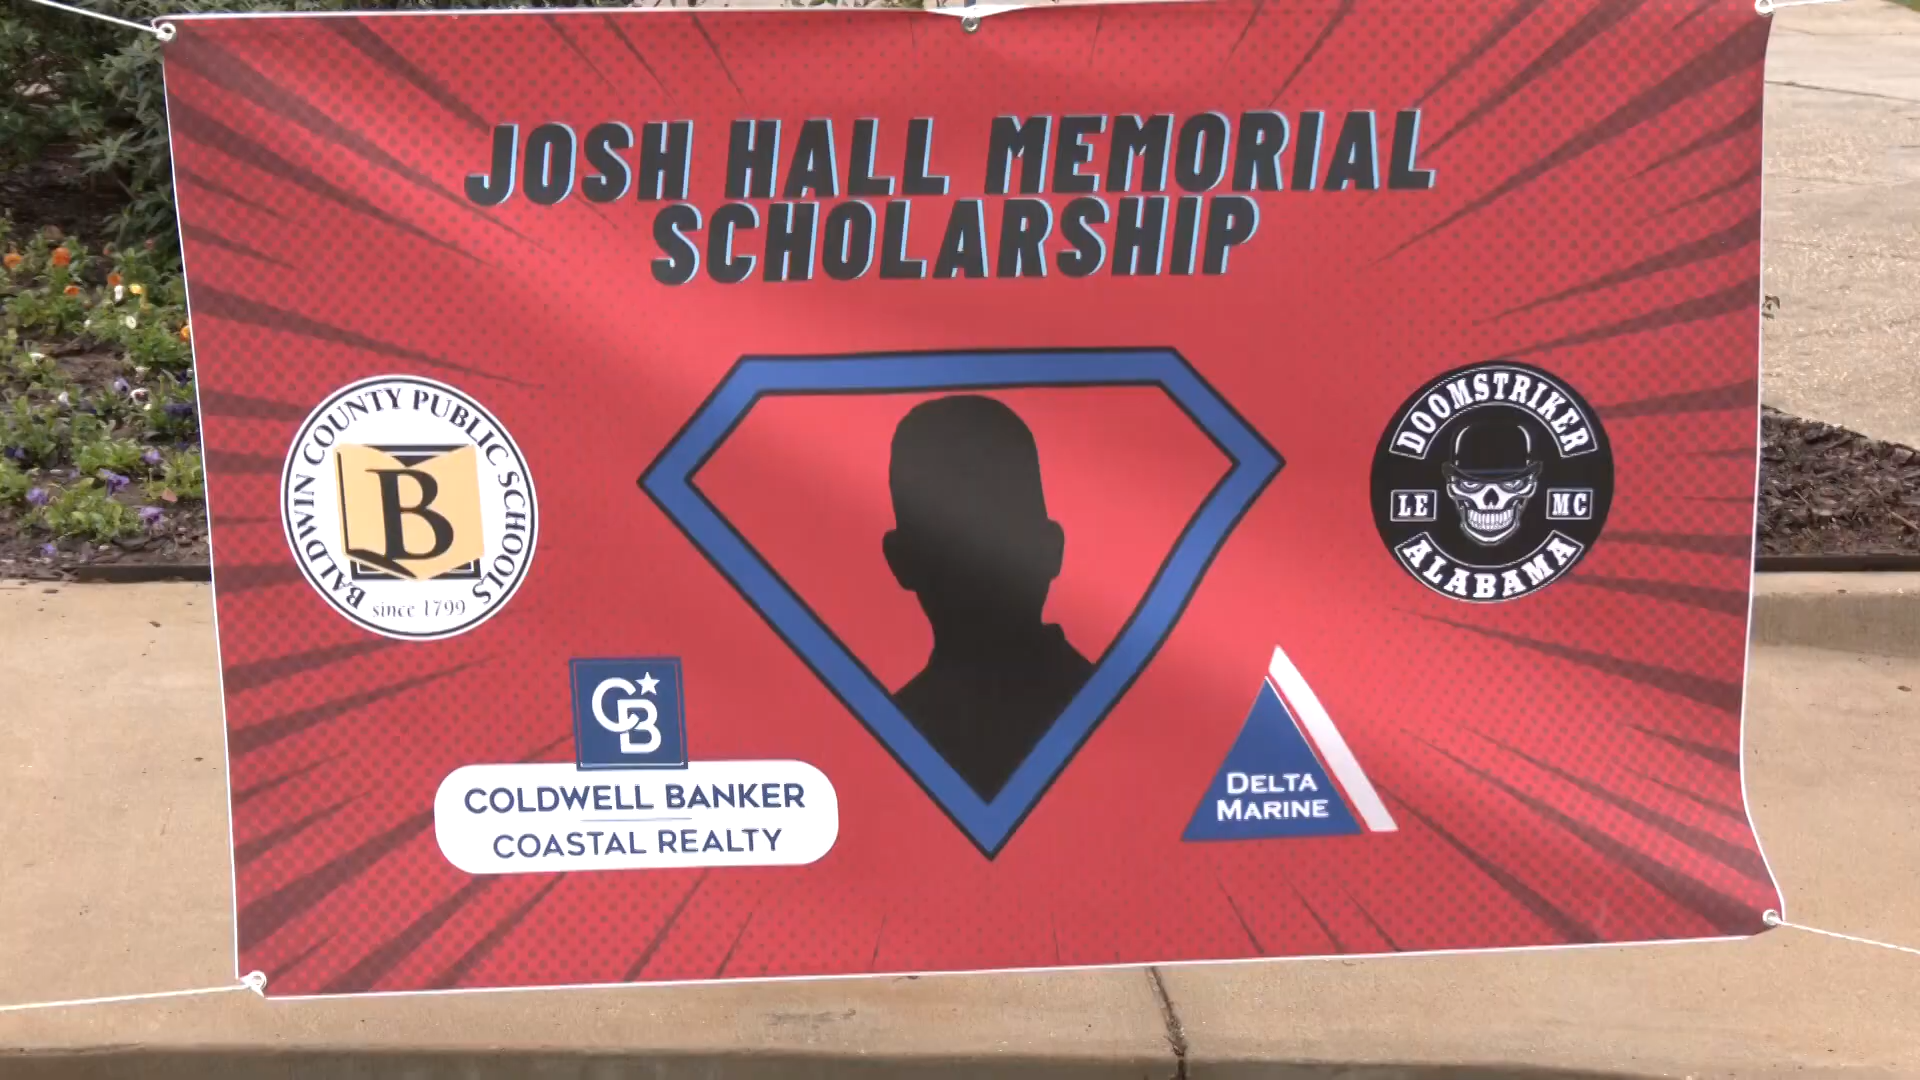 JOSH HALL MEMORIAL
SCHOLARSHIP
BALDWIN COUNTY PUBLIC SCHOOLS
B
since 1799
DOOMSTRIKER
LE MC
ALABAMA
CB
COLDWELL BANKER
COASTAL REALTY
DELTA
MARINE